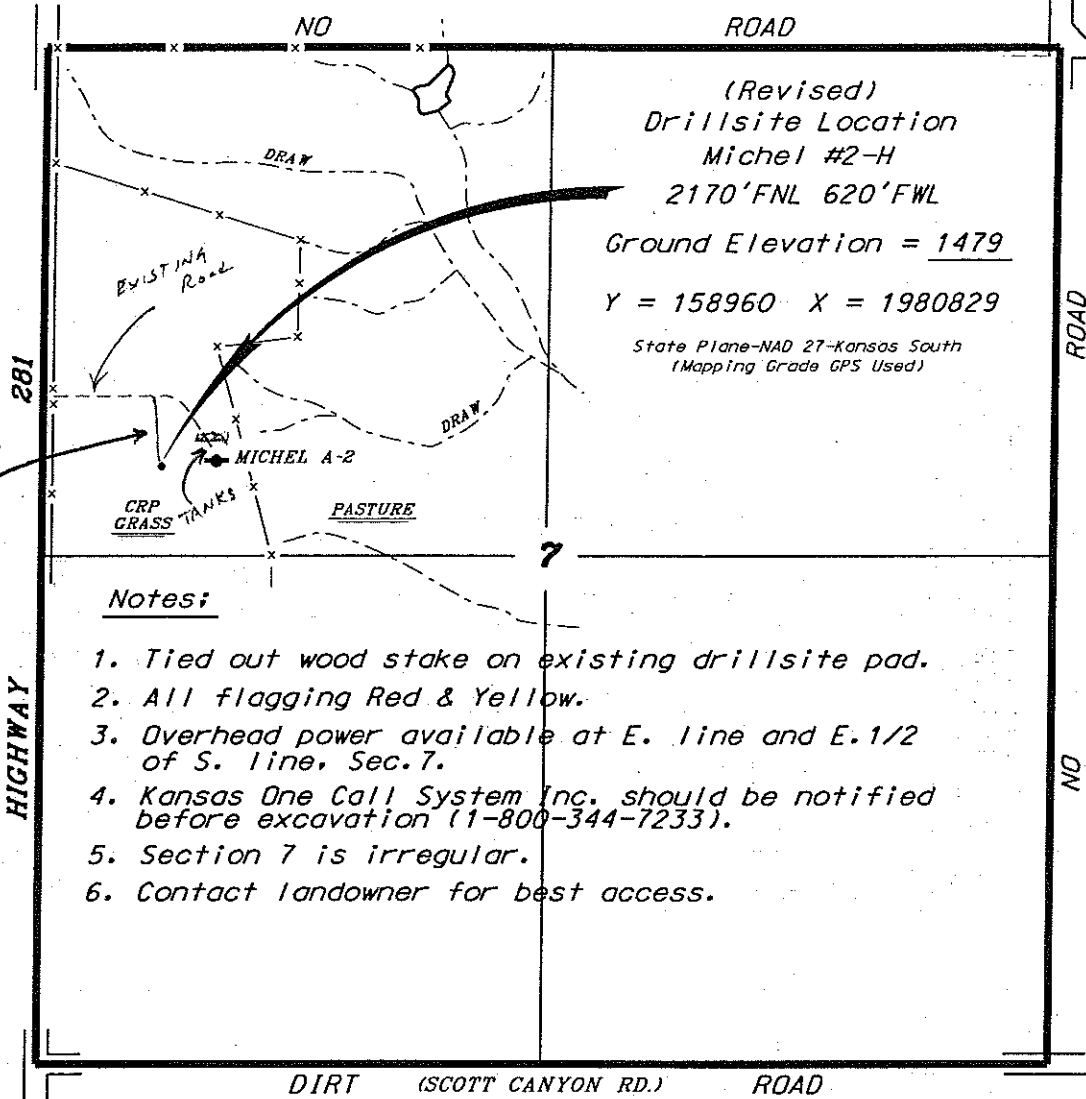 NO ROAD
(Revised)
Drillsite Location
Michel #2-H
2170'FNL 620'FWL
Ground Elevation = 1479
Y = 158960 X = 1980829
State Plane-NAD 27-Kansas South
(Mapping Grade GPS Used)
DRAW
EXISTING
Road
281
ROAD
DRAW
MICHEL A-2
TANKS
CRP
GRASS
PASTURE
7
Notes:
1. Tied out wood stake on existing drillsite pad.
2. All flagging Red & Yellow.
3. Overhead power available at E. line and E.1/2
of S. line, Sec.7.
4. Kansas One Call System Inc. should be notified
before excavation (1-800-344-7233).
5. Section 7 is irregular.
6. Contact landowner for best access.
HIGHWAY
NO
DIRT (SCOTT CANYON RD.) ROAD